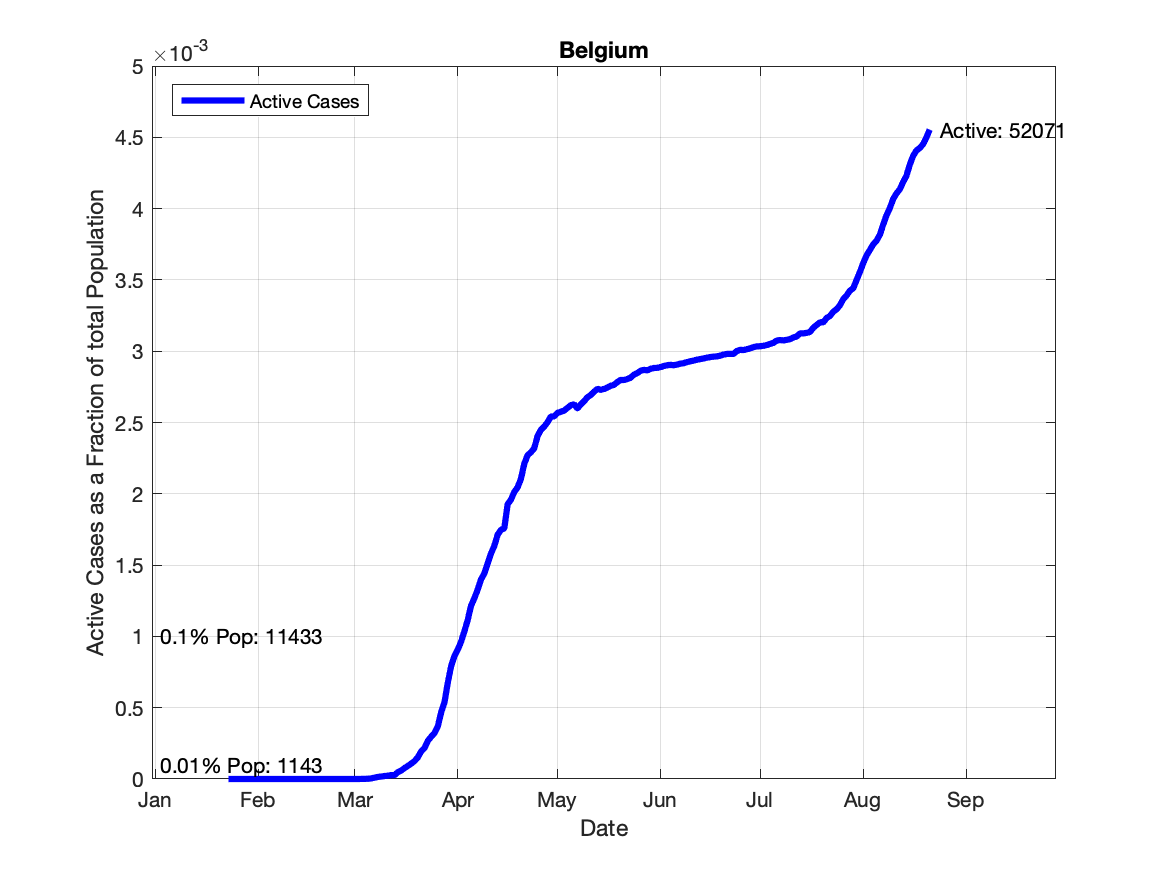 Belgium
×10-3
Active Cases
Active: 52071
5
4.5
4
3.5
3
2.5
2
1.5
1
0.5
0
0.1% Pop: 11433
0.01% Pop: 1143
Active Cases as a Fraction of total Population
Jan Feb Mar Apr May Jun Jul Aug Sep
Date